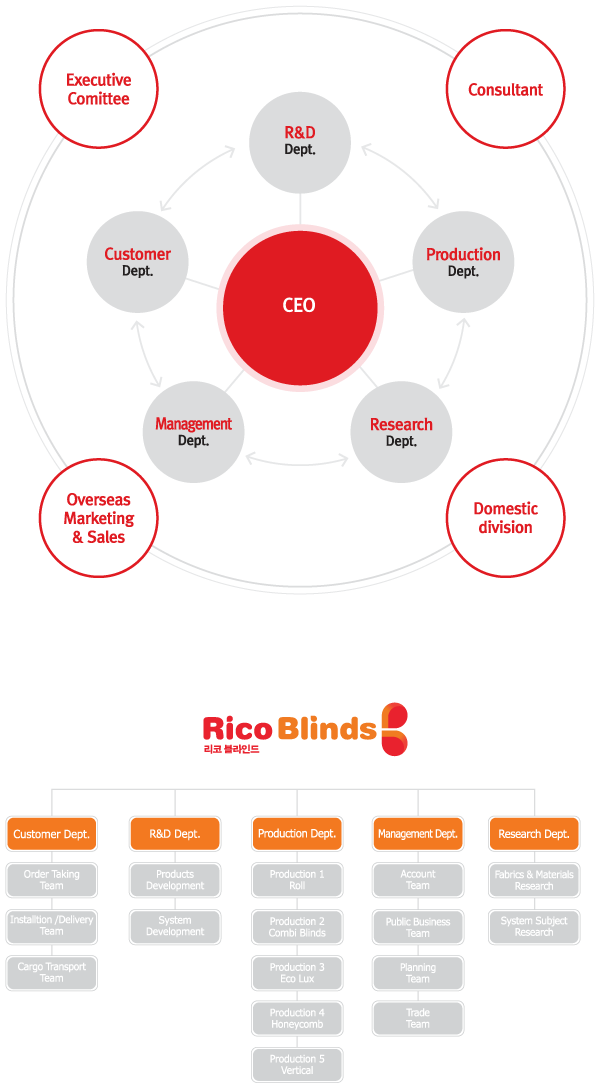 Executive
Comittee
Consultant
R&D
Dept.
Customer
Dept.
Production
Dept.
CEO
Management
Dept.
Research
Dept.
Overseas
Marketing
& Sales
Domestic
division
Rico Blinds
리코 블라인드
Customer Dept.
R&D Dept.
Production Dept.
Management Dept.
Research Dept.
Order Taking
Team
Products
Development
Production 1
Roll
Account
Team
Fabrics & Materials
Research
Installtion /Delivery
Team
System
Development
Production 2
Combi Blinds
Public Business
Team
System Subject
Research
Cargo Transport
Team
Production 3
Eco Lux
Planning
Team
Production 4
Honeycomb
Trade
Team
Production 5
Vertical